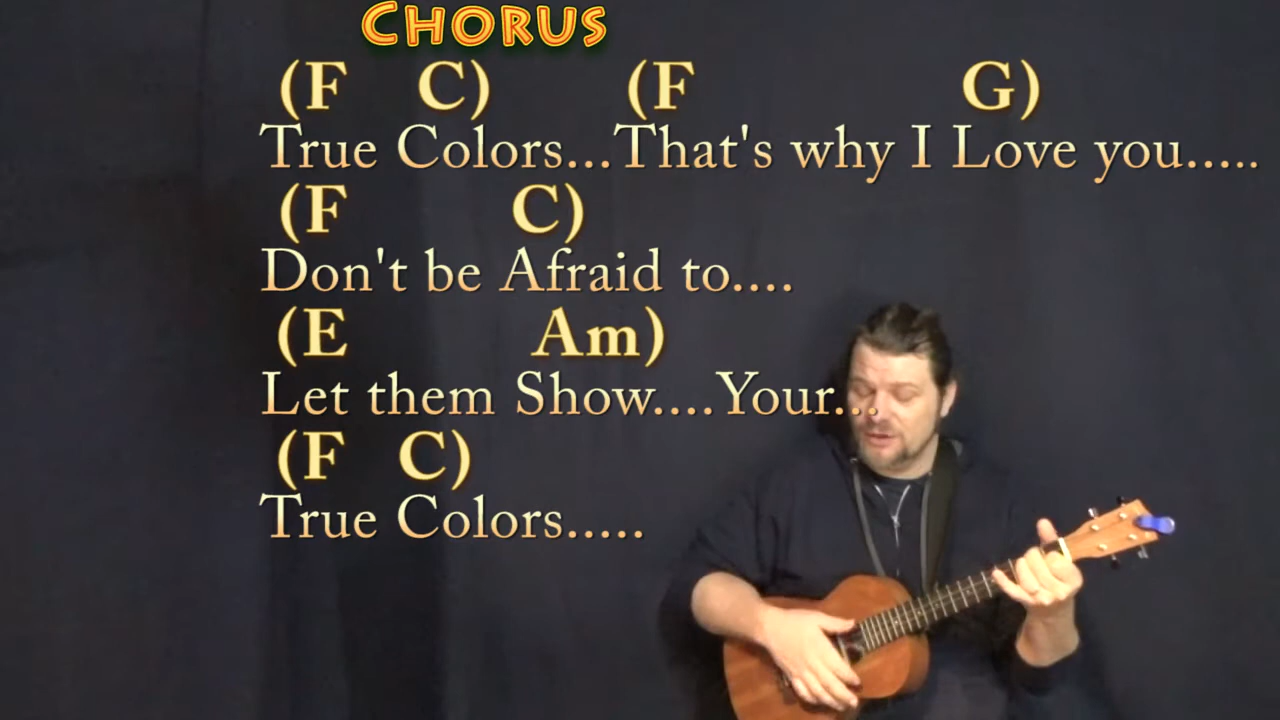 CHORUS
(F C) (F G)
True Colors...That's why I Love you.....
(F C)
Don't be Afraid to....
(E Am)
Let them Show....Your...
(F C)
True Colors.....